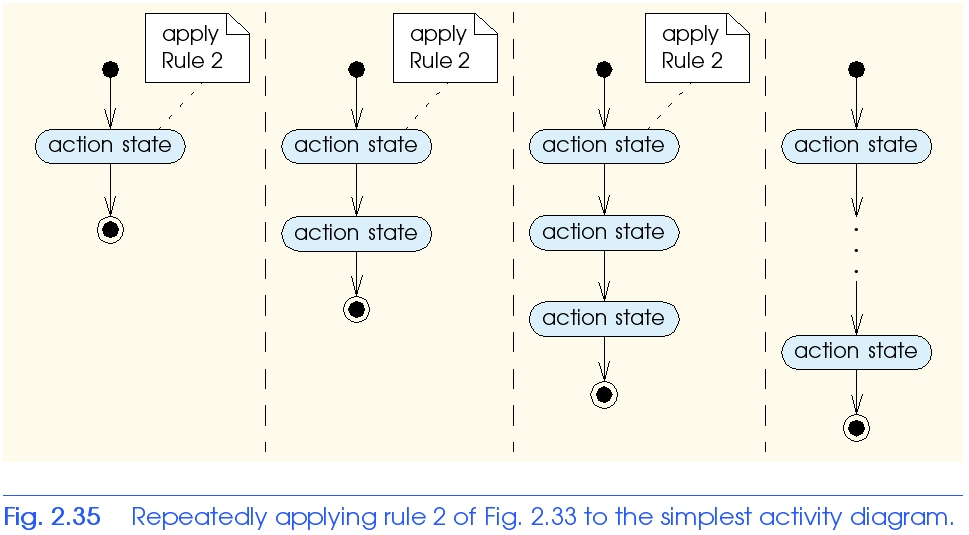 apply
Rule 2
apply
Rule 2
apply
Rule 2
action state
action state
action state
action state
action state
action state
action state
action state
Fig. 2.35 Repeatedly applying rule 2 of Fig. 2.33 to the simplest activity diagram.